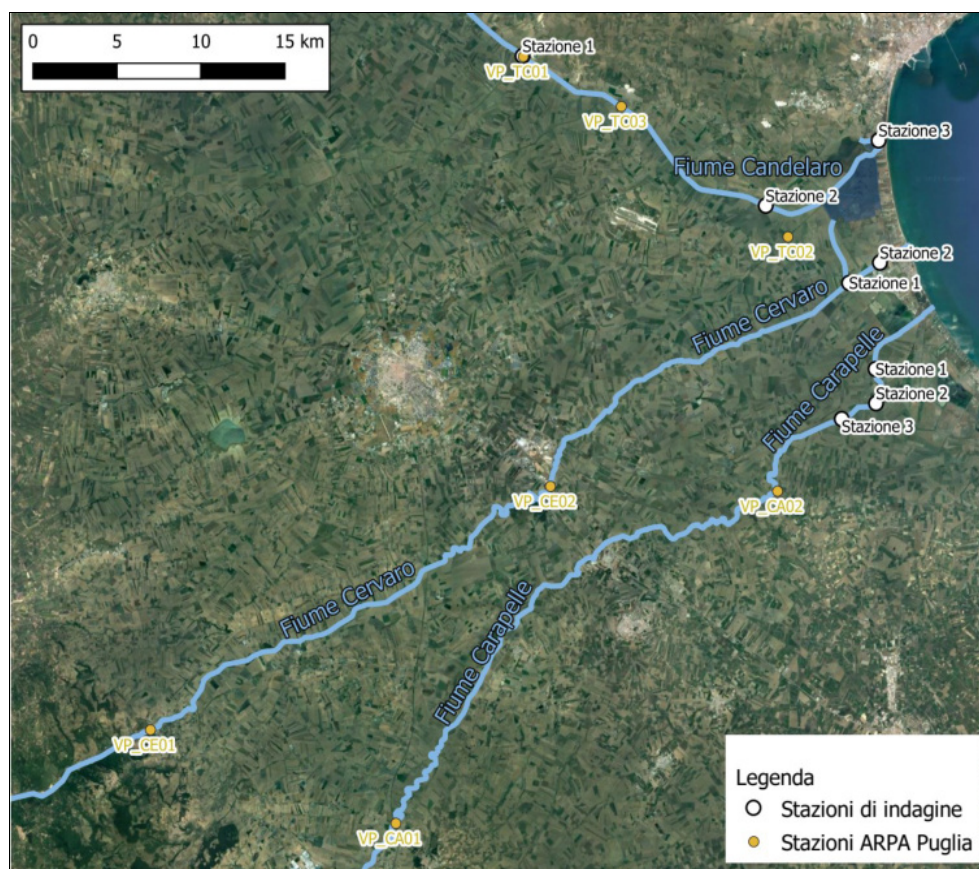 0 5 10 15 km
Stazione 1
VP_TC01
VP_TC03
Stazione 3
Fiume Candelaro
Stazione 2
VP_TC02
Stazione 2
Stazione 1
Fiume Cervaro
Fiume Carapelle
Stazione 1
Stazione 2
Stazione 3
VP_CE02
VP_CA02
Fiume Cervaro
Fiume Carapelle
VP_CE01
VP_CA01
Legenda
Stazioni di indagine
Stazioni ARPA Puglia